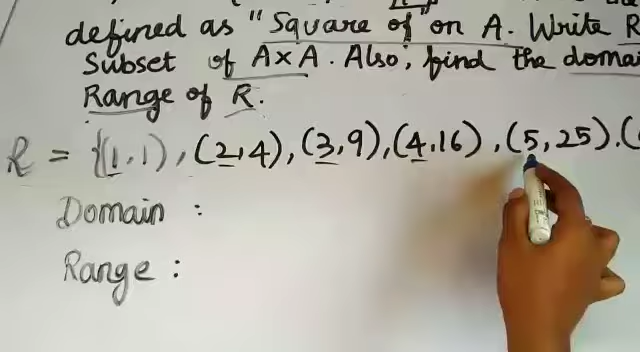 defined as "Square of" on A. Write R
Subset of A×A. Also, find the domai
Range of R.
R = {(1,1), (2,4), (3,9), (4,16), (5,25).(
Domain :
Range :